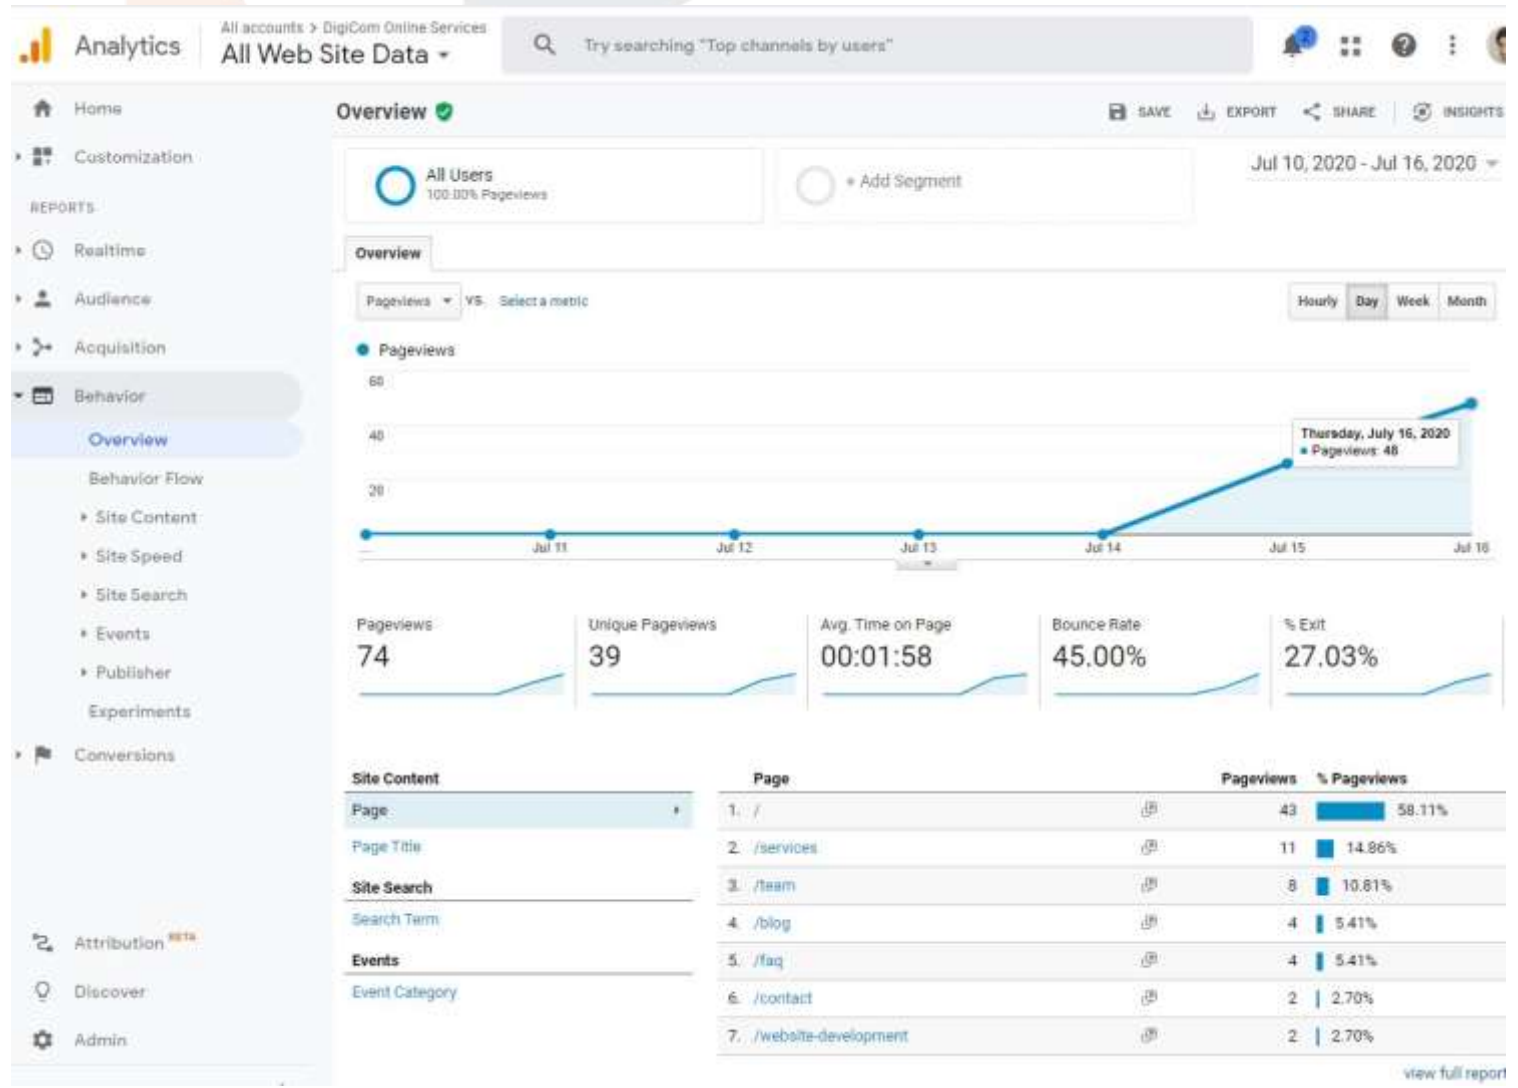 All accounts > DigiCom Online Services
Analytics
All Web Site Data
Try searching "Top channels by users"
2
Home
Customization
REPORTS
Realtime
Audience
Acquisition
Behavior
Overview
Behavior Flow
Site Content
Site Speed
Site Search
Events
Publisher
Experiments
Conversions
Attribution BETA
Discover
Admin
Overview
SAVE
EXPORT
SHARE
INSIGHTS
All Users
100.00% Pageviews
+ Add Segment
Jul 10, 2020 - Jul 16, 2020
Overview
Pageviews VS. Select a metric
Hourly Day Week Month
Pageviews
60
40
20
Thursday, July 16, 2020
Pageviews: 48
... Jul 11 Jul 12 Jul 13 Jul 14 Jul 15 Jul 16
Pageviews
74
Unique Pageviews
39
Avg. Time on Page
00:01:58
Bounce Rate
45.00%
% Exit
27.03%
Site Content
Page
Page Title
Site Search
Search Term
Events
Event Category
Page Pageviews % Pageviews
1. / 43 58.11%
2. /services 11 14.86%
3. /team 8 10.81%
4. /blog 4 5.41%
5. /faq 4 5.41%
6. /contact 2 2.70%
7. /website-development 2 2.70%
view full report